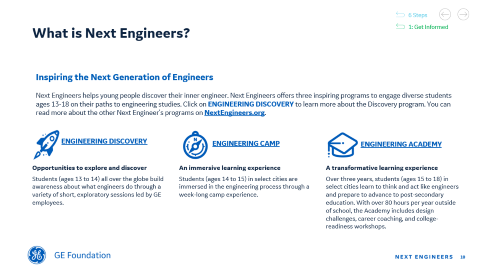 6 Steps
1: Get Informed
What is Next Engineers?
Inspiring the Next Generation of Engineers
Next Engineers helps young people discover their inner engineer. Next Engineers offers three inspiring programs to engage diverse students
ages 13-18 on their paths to engineering studies. Click on ENGINEERING DISCOVERY to learn more about the Discovery program. You can
read more about the other Next Engineer's programs on NextEngineers.org.
ENGINEERING DISCOVERY
Opportunities to explore and discover
Students (ages 13 to 14) all over the globe build
awareness about what engineers do through a
variety of short, exploratory sessions led by GE
employees.
ENGINEERING CAMP
An immersive learning experience
Students (ages 14 to 15) in select cities are
immersed in the engineering process through a
week-long camp experience.
ENGINEERING ACADEMY
A transformative learning experience
Over three years, students (ages 15 to 18) in
select cities learn to think and act like engineers
and prepare to advance to post-secondary
education. With over 80 hours per year outside
of school, the Academy includes design
challenges, career coaching, and college-
readiness workshops.
GE Foundation
NEXT ENGINEERS